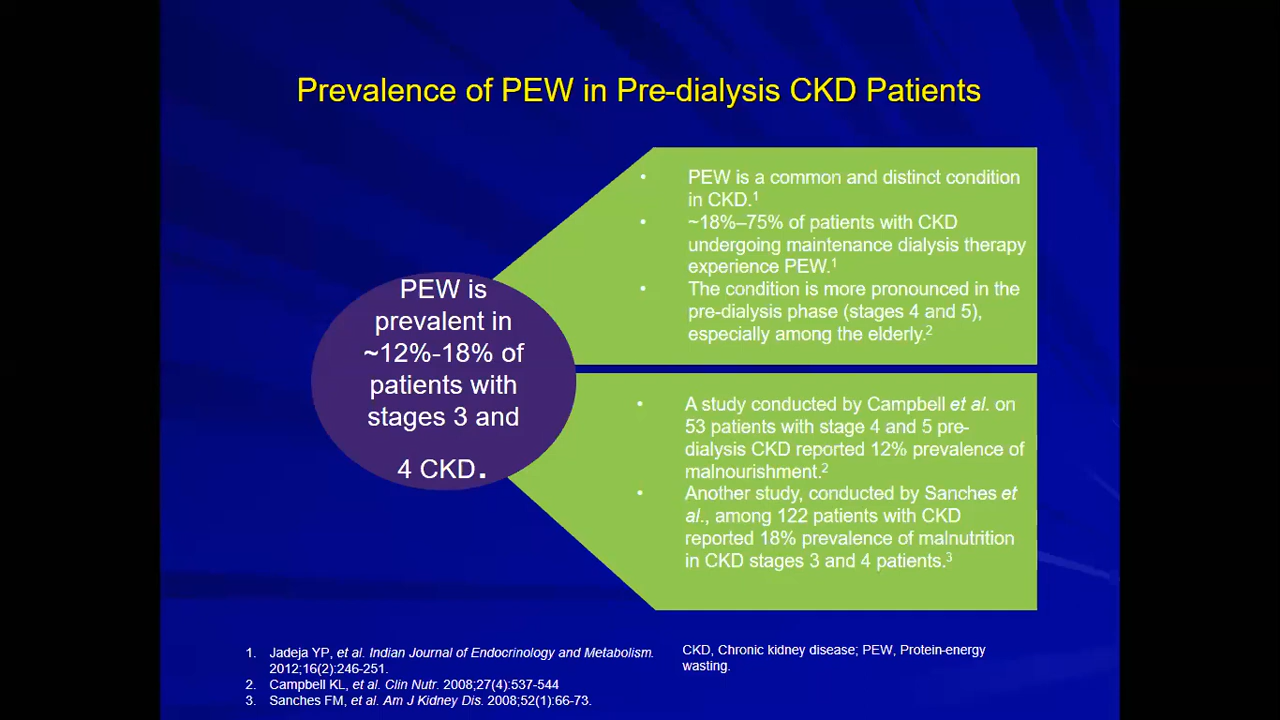 Prevalence of PEW in Pre-dialysis CKD Patients
PEW is
prevalent in
~12%-18% of
patients with
stages 3 and
4 CKD.
• PEW is a common and distinct condition
in CKD.1
• ~18%–75% of patients with CKD
undergoing maintenance dialysis therapy
experience PEW.1
• The condition is more pronounced in the
pre-dialysis phase (stages 4 and 5),
especially among the elderly.2
• A study conducted by Campbell et al. on
53 patients with stage 4 and 5 pre-
dialysis CKD reported 12% prevalence of
malnourishment.2
• Another study, conducted by Sanches et
al., among 122 patients with CKD
reported 18% prevalence of malnutrition
in CKD stages 3 and 4 patients.3
1. Jadeja YP, et al. Indian Journal of Endocrinology and Metabolism.
2012;16(2):246-251.
2. Campbell KL, et al. Clin Nutr. 2008;27(4):537-544
3. Sanches FM, et al. Am J Kidney Dis. 2008;52(1):66-73.
CKD, Chronic kidney disease; PEW, Protein-energy
wasting.